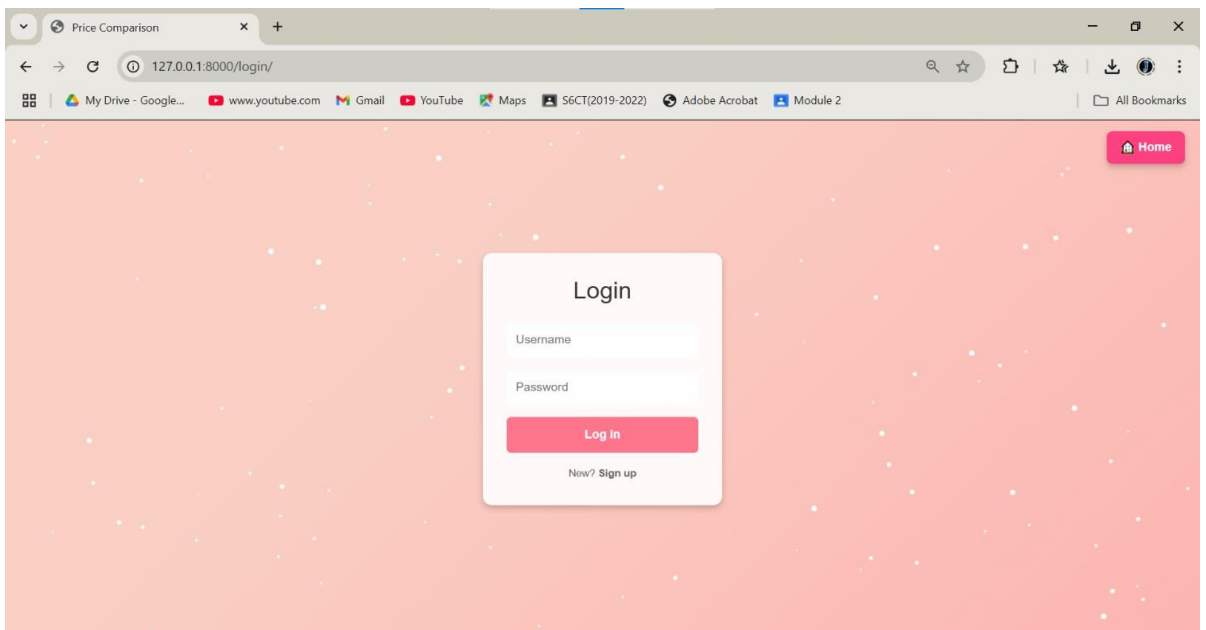 Price Comparison
127.0.0.1:8000/login/
My Drive - Google... www.youtube.com Gmail YouTube Maps S6CT(2019-2022) Adobe Acrobat Module 2 All Bookmarks
Home
Login
Username
Password
Log in
New? Sign up